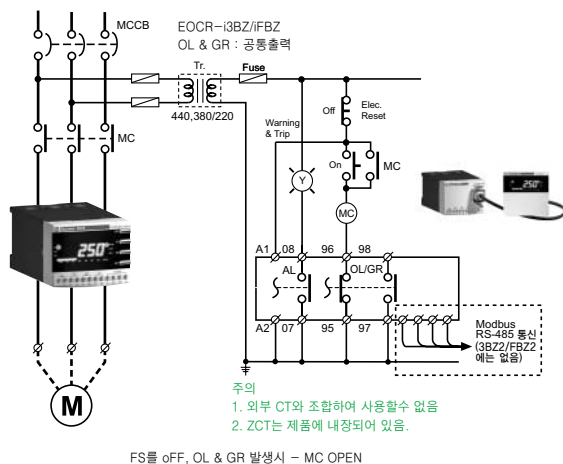 MCCB
EOCR-i3BZ/iFBZ
OL & GR : 공통출력
Tr.
Fuse
440,380/220
Warning
& Trip
Off
Elec.
Reset
MC
On
MC
Y
MC
250
250
A1 08 96 98
AL
OL/GR
A2 07 95 97
Modbus
RS-485 통신
(3BZ2/FBZ2
에는 없음)
M
주의
1. 외부 CT와 조합하여 사용할수 없음
2. ZCT는 제품에 내장되어 있음.
FS를 oFF, OL & GR 발생시 - MC OPEN